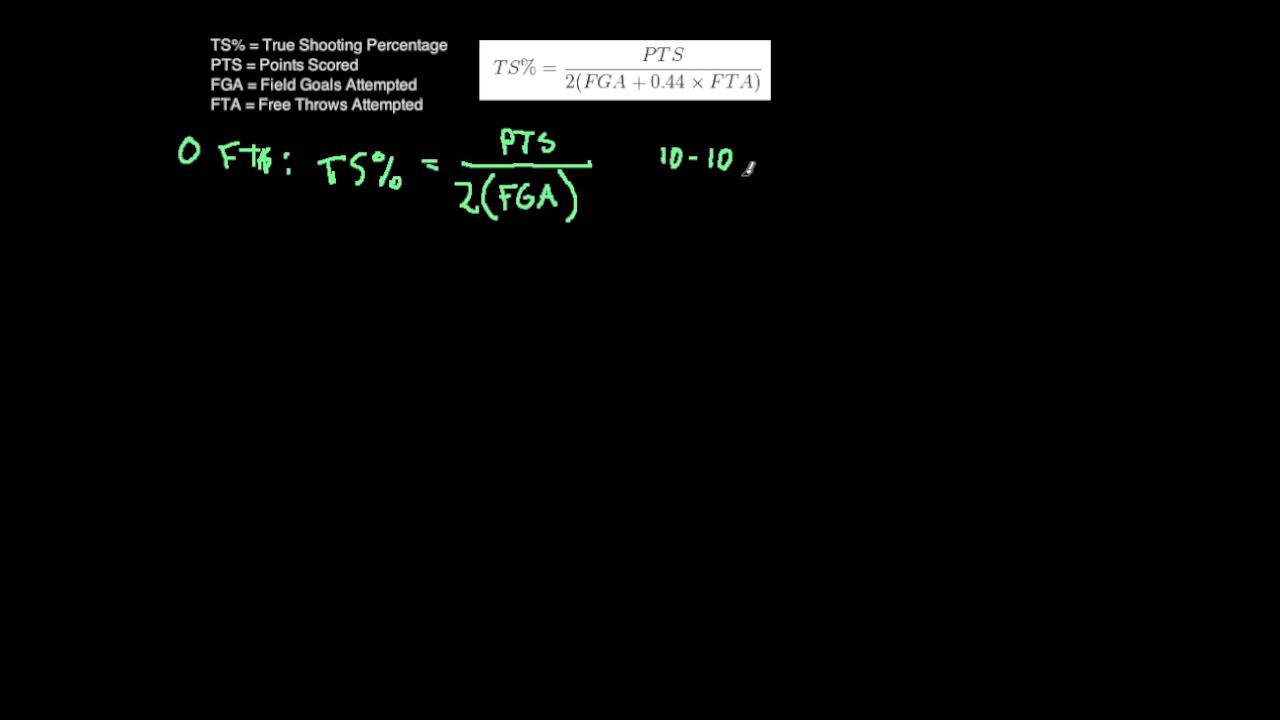 TS% = True Shooting Percentage
PTS = Points Scored
FGA = Field Goals Attempted
FTA = Free Throws Attempted
TS% = PTS / 2(FGA + 0.44 × FTA)
0 FTs: TS% = PTS / 2(FGA)
10-10